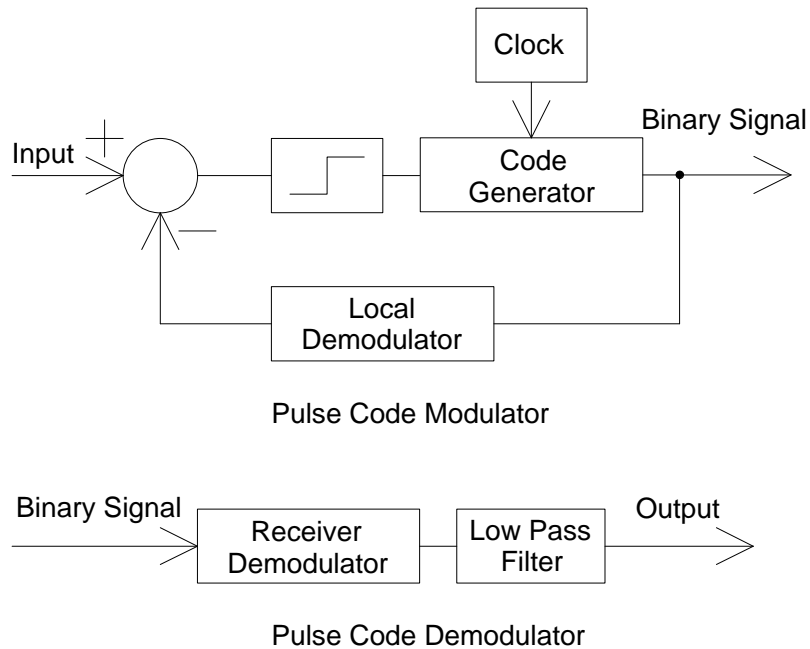 Clock
Binary Signal
Input
Code
Generator
Local
Demodulator
Pulse Code Modulator
Binary Signal
Receiver
Demodulator
Low Pass
Filter
Output
Pulse Code Demodulator